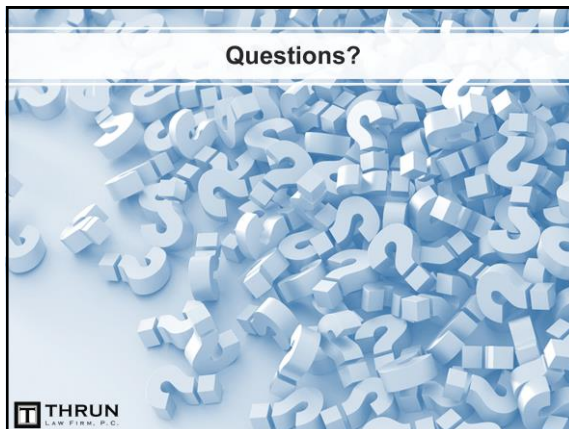 Questions?
T
THRUN
LAW FIRM, P.C.